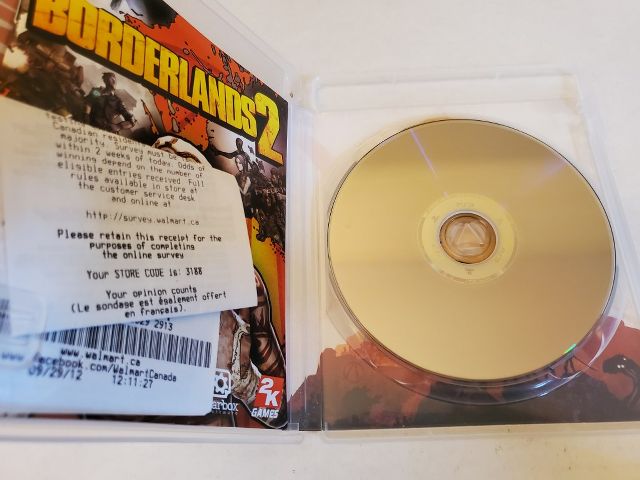 BORDERLANDS 2
Canadian residents
majority. Survey must be
within 2 weeks of today. Odds of
winning depend on the number of
eligible entries received. Full
rules available in store at
the customer service desk
and online at
http://survey.walmart.ca
Please retain this receipt for the
purposes of completing
the online survey
Your STORE CODE is: 3188
Your opinion counts
(Le sondage est également offert
en français).
2913
www.walmart.ca
facebook.com/WalmartCanada
09/29/12 12:11:27
2K
GAMES